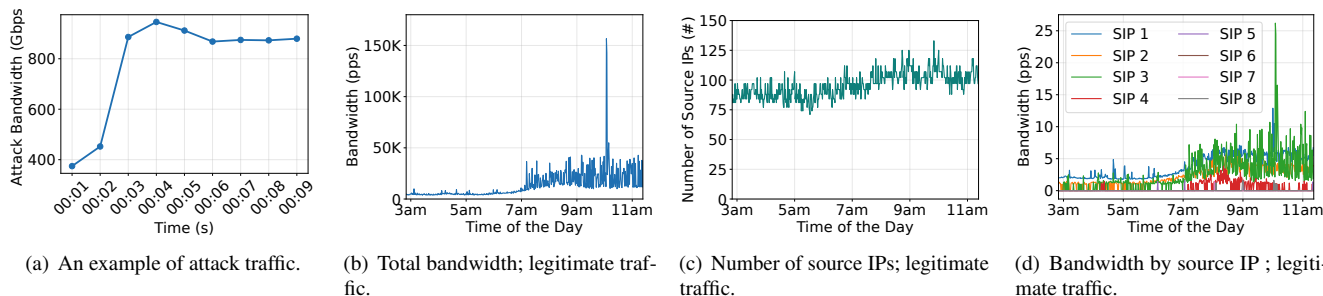 Attack Bandwidth (Gbps
800
600
400
00:01
00:02
00:03
00:04
00:05
00:06
00:07
00:08
00:09
Time (s)
(a) An example of attack traffic.
Bandwidth (pps)
150K
100K
50K
0
3am
5am
7am
9am
11am
Time of the Day
(b) Total bandwidth; legitimate traf-
fic.
Number of Source IPs (#)
150
125
100
75
50
25
0
3am
5am
7am
9am
11am
Time of the Day
(c) Number of source IPs; legitimate
traffic.
Bandwidth (pps)
25
20
15
10
5
0
SIP 1
SIP 2
SIP 3
SIP 4
SIP 5
SIP 6
SIP 7
SIP 8
3am
5am
7am
9am
11am
Time of the Day
(d) Bandwidth by source IP ; legiti-
mate traffic.